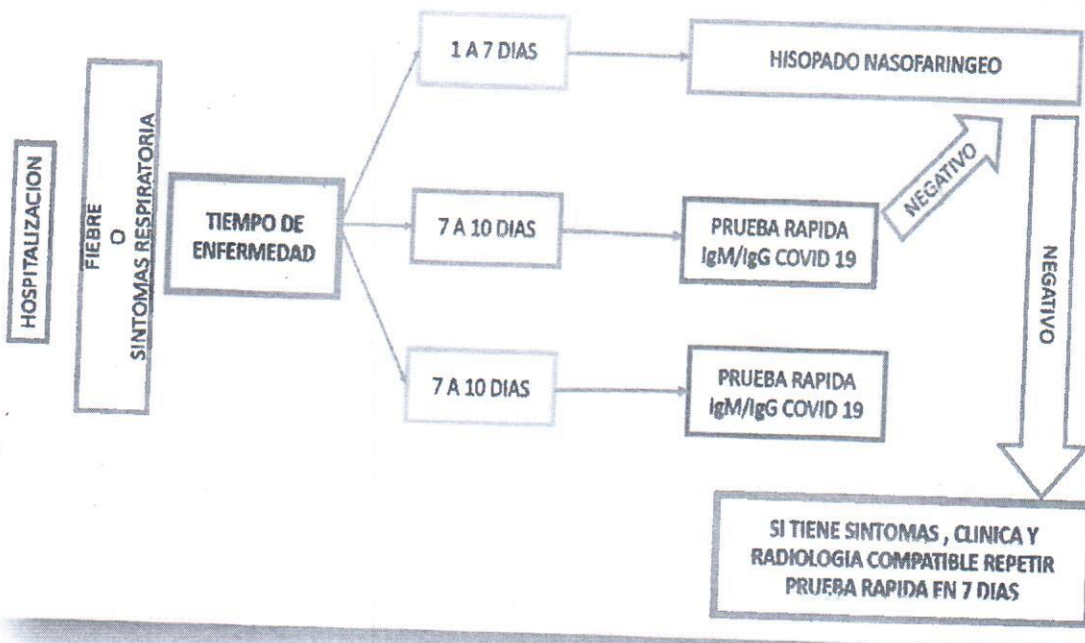 HOSPITALIZACION
FIEBRE
O
SINTOMAS RESPIRATORIA
TIEMPO DE
ENFERMEDAD
1 A 7 DIAS
HISOPADO NASOFARINGEO
7 A 10 DIAS
PRUEBA RAPIDA
IgM/IgG COVID 19
NEGATIVO
NEGATIVO
7 A 10 DIAS
PRUEBA RAPIDA
IgM/IgG COVID 19
SI TIENE SINTOMAS , CLINICA Y
RADIOLOGIA COMPATIBLE REPETIR
PRUEBA RAPIDA EN 7 DIAS